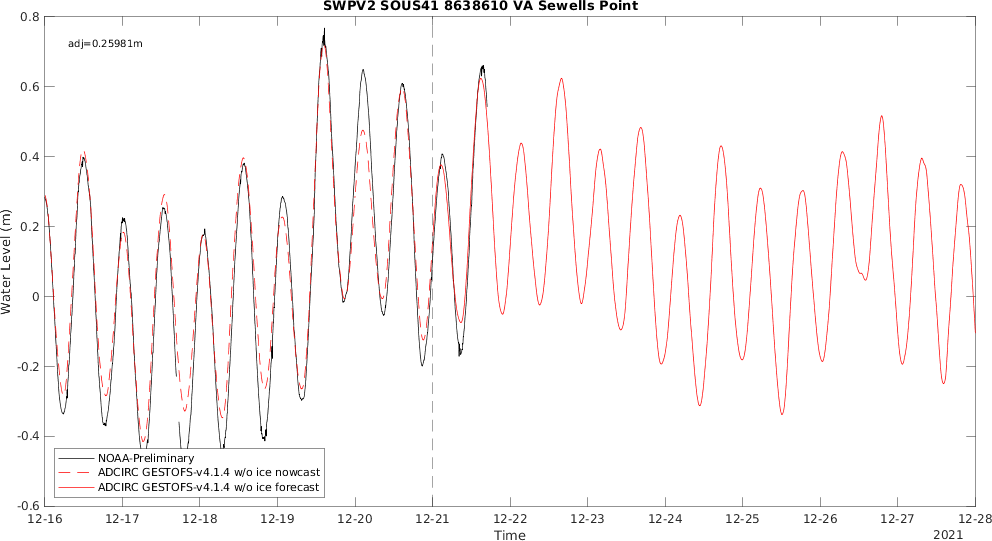 SWPV2 SOUS41 8638610 VA Sewells Point
adj=0.25981m
0.8
0.6
0.4
0.2
0
-0.2
-0.4
-0.6
Water Level (m)
NOAA-Preliminary
ADCIRC GESTOFS-v4.1.4 w/o ice nowcast
ADCIRC GESTOFS-v4.1.4 w/o ice forecast
12-16 12-17 12-18 12-19 12-20 12-21 12-22 12-23 12-24 12-25 12-26 12-27 12-28
Time
2021